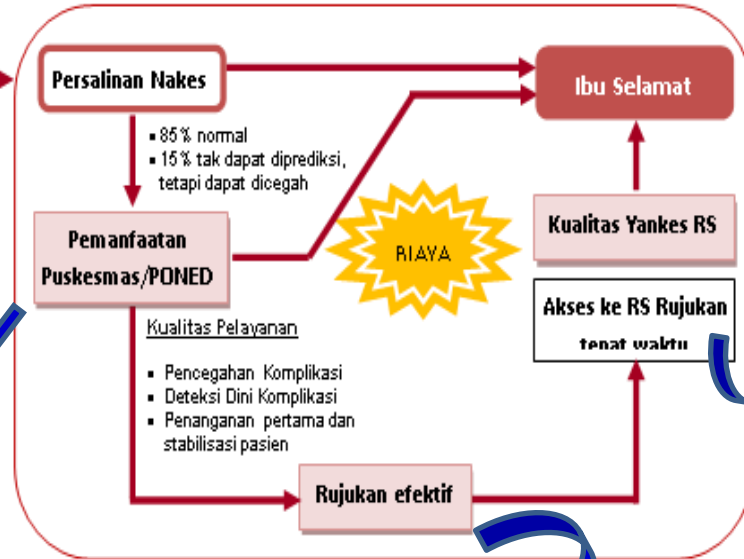 Persalinan Nakes
Ibu Selamat
▪ 85% normal
▪ 15% tak dapat diprediksi,
tetapi dapat dicegah
Pemanfaatan
Puskesmas/PONED
BIAYA
Kualitas Yankes RS
Akses ke RS Rujukan
tepat waktu
Kualitas Pelayanan
▪ Pencegahan Komplikasi
▪ Deteksi Dini Komplikasi
▪ Penanganan pertama dan
stabilisasi pasien
Rujukan efektif